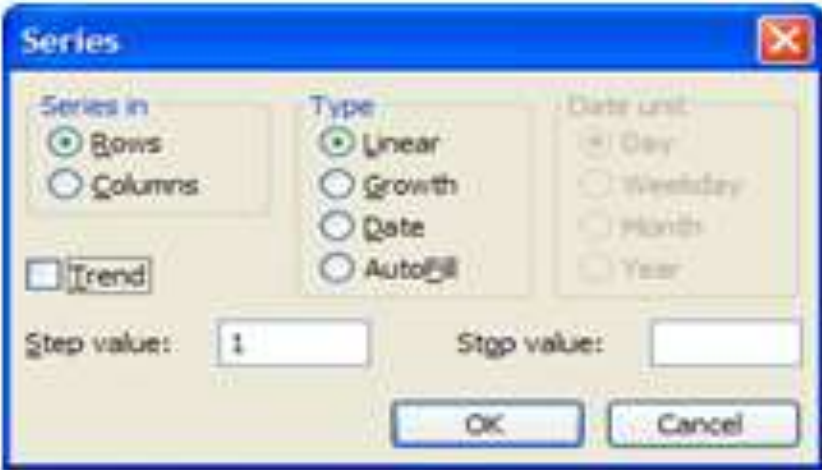 Series
Series in
Rows
Columns
Trend
Type
Linear
Growth
Date
AutoFill
Date unit
Day
Weekday
Month
Year
Step value: 1
Stop value:
OK
Cancel